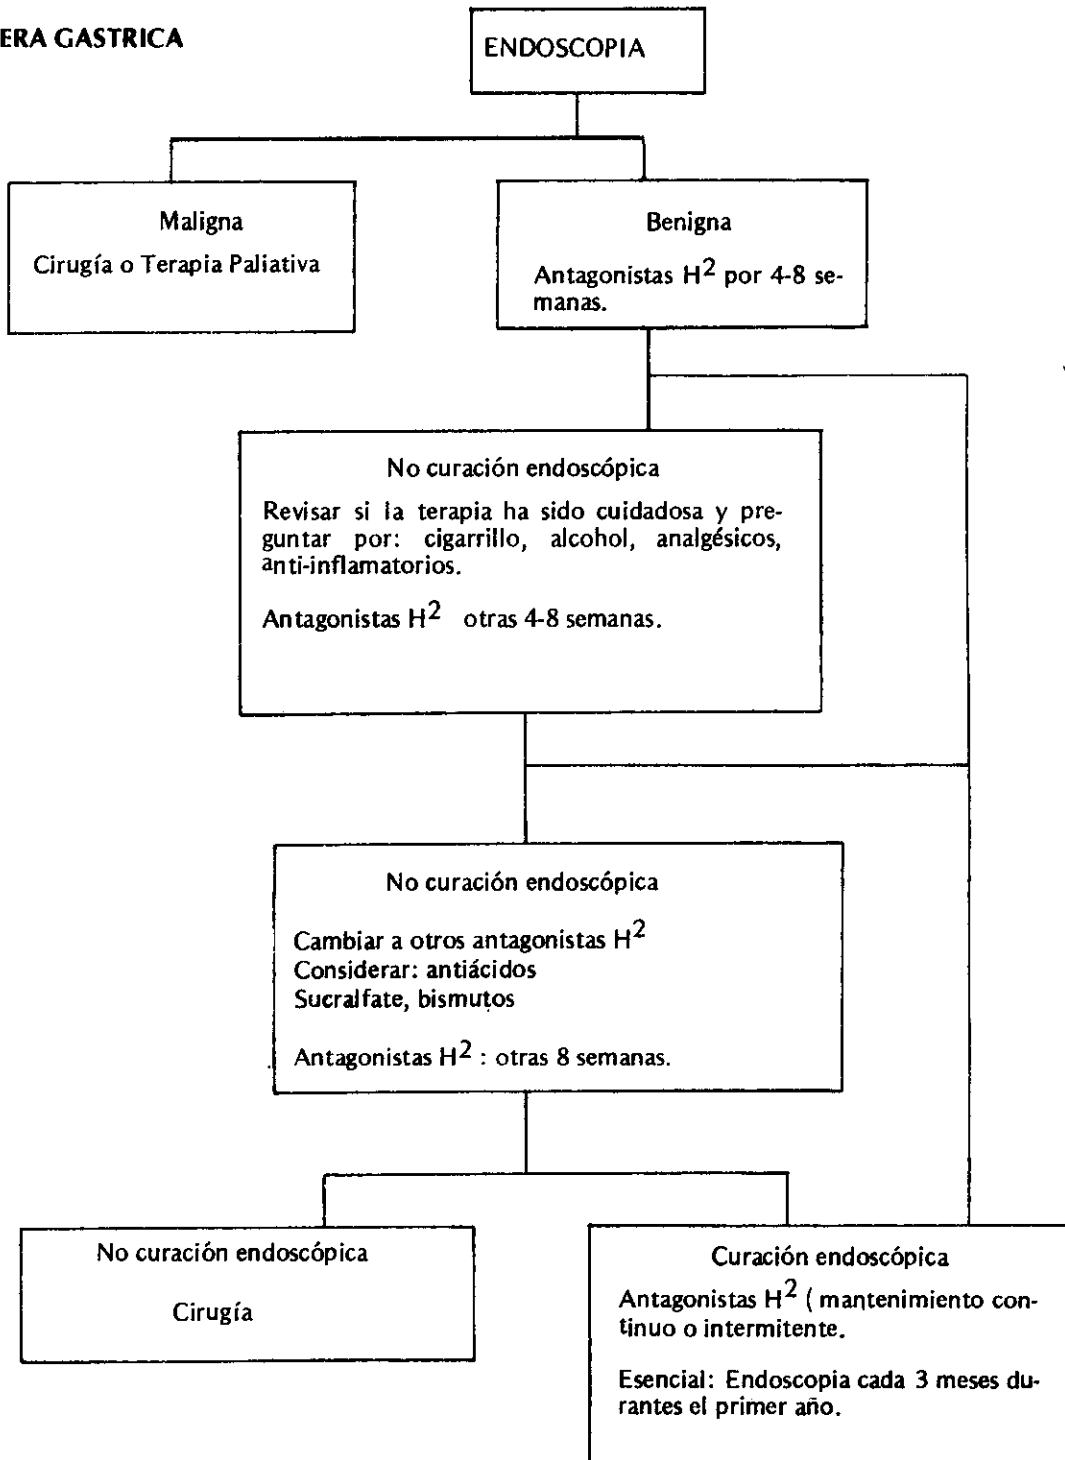 ERA GASTRICA
ENDOSCOPIA
Maligna
Cirugía o Terapia Paliativa
Benigna
Antagonistas H² por 4-8 se-
manas.
No curación endoscópica
Revisar si la terapia ha sido cuidadosa y pre-
guntar por: cigarrillo, alcohol, analgésicos,
anti-inflamatorios.
Antagonistas H² otras 4-8 semanas.
No curación endoscópica
Cambiar a otros antagonistas H²
Considerar: antiácidos
Sucralfate, bismutos
Antagonistas H² : otras 8 semanas.
No curación endoscópica
Cirugía
Curación endoscópica
Antagonistas H² ( mantenimiento con-
tinuo o intermitente.
Esencial: Endoscopia cada 3 meses du-
rantes el primer año.